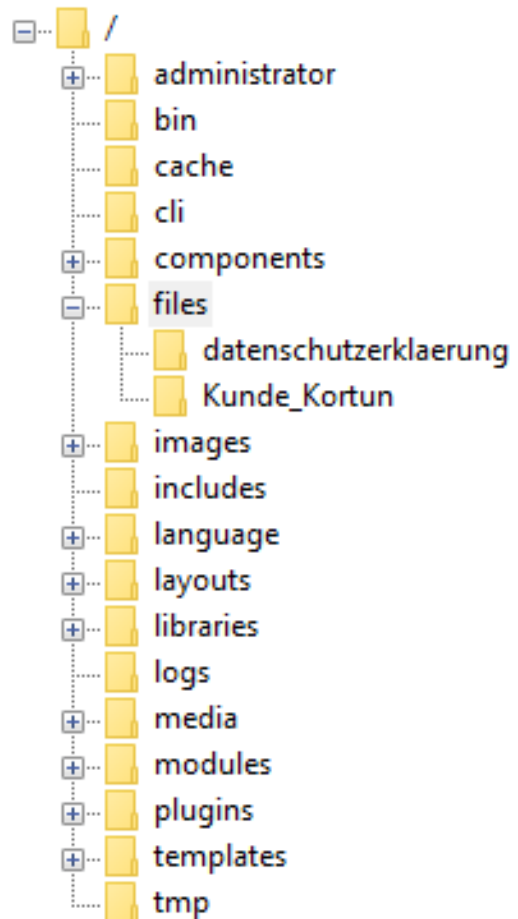 /
administrator
bin
cache
cli
components
files
datenschutzerklaerung
Kunde_Kortun
images
includes
language
layouts
libraries
logs
media
modules
plugins
templates
tmp